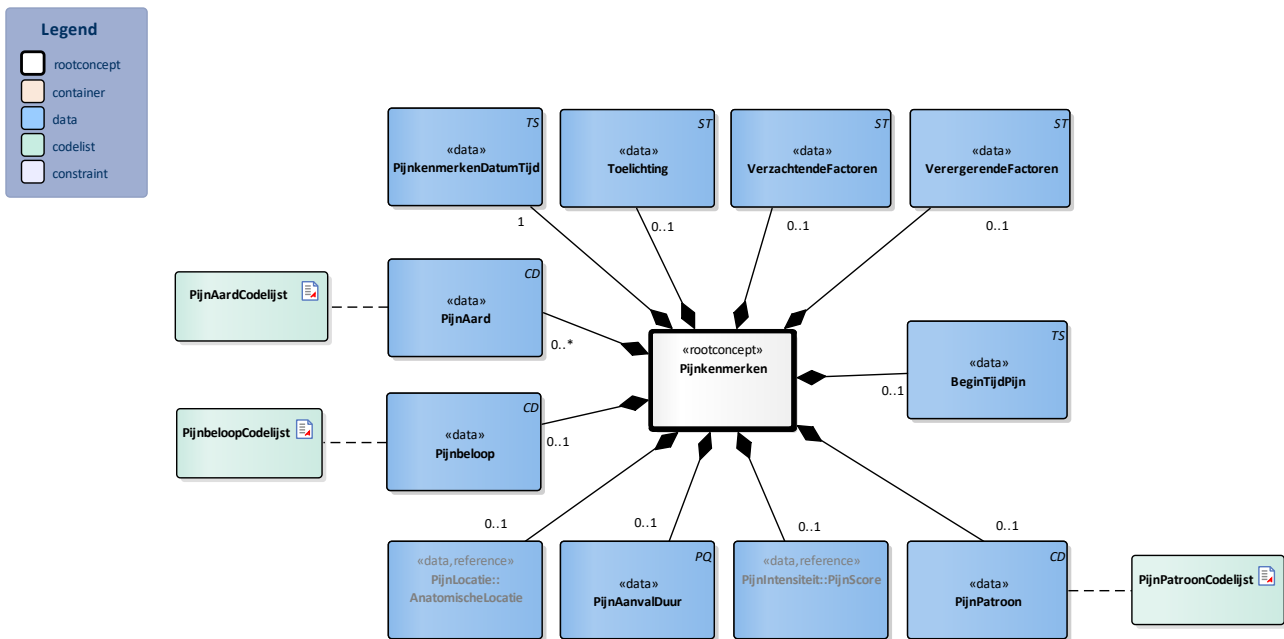 Legend
rootconcept
container
data
codelist
constraint
TS
«data»
PijnkenmerkenDatumTijd
1
ST
«data»
Toelichting
0..1
ST
«data»
VerzachtendeFactoren
0..1
ST
«data»
VerergerendeFactoren
0..1
PijnAardCodelijst
CD
«data»
PijnAard
0..*
«rootconcept»
Pijnkenmerken
TS
«data»
BeginTijdPijn
0..1
PijnbeloopCodelijst
CD
«data»
Pijnbeloop
0..1
0..1
«data,reference»
PijnLocatie::
AnatomischeLocatie
0..1
PQ
«data»
PijnAanvalDuur
0..1
«data,reference»
PijnIntensiteit::PijnScore
0..1
CD
«data»
PijnPatroon
PijnPatroonCodelijst